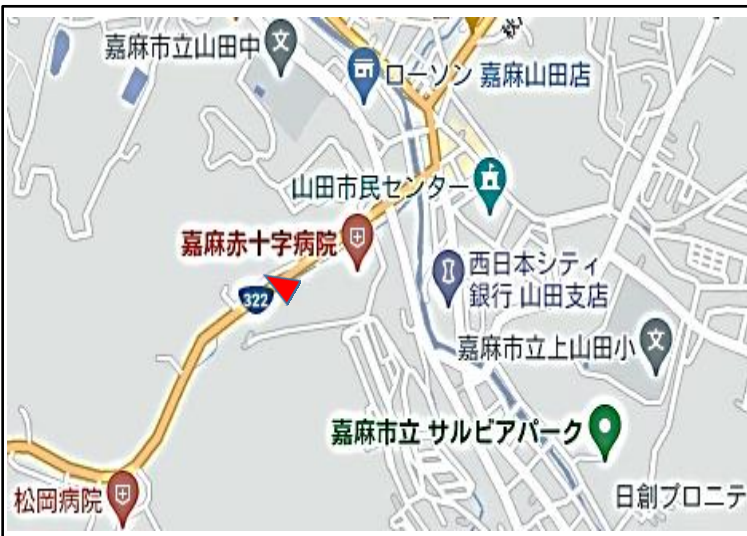 嘉麻市立山田中
ローソン 嘉麻山田店
山田市民センター
嘉麻赤十字病院
西日本シティ
銀行 山田支店
322
嘉麻市立上山田小
嘉麻市立 サルビアパーク
松岡病院
日創プロニテ